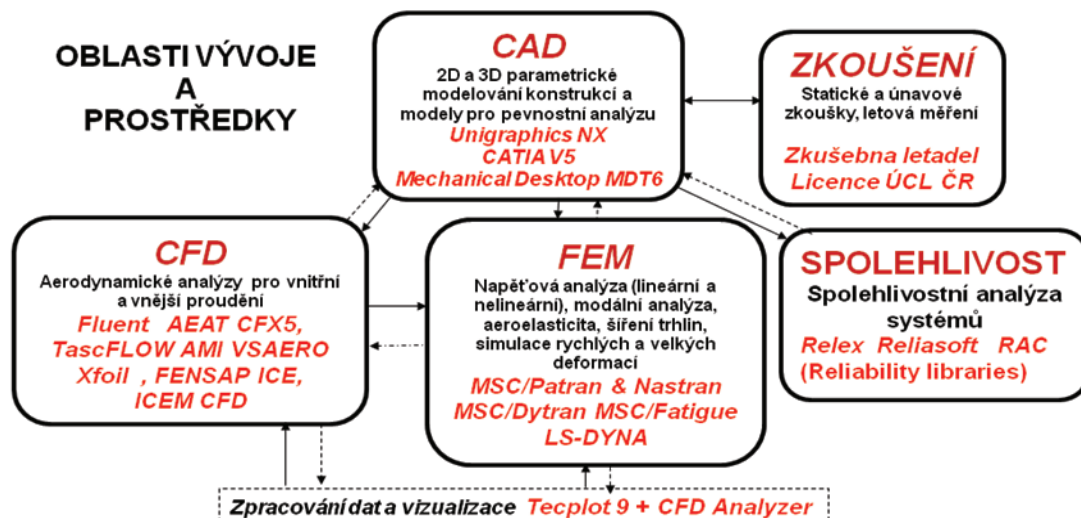 OBLASTI VÝVOJE
A
PROSTŘEDKY
CAD
2D a 3D parametrické
modelování konstrukcí a
modely pro pevnostní analýzu
Unigraphics NX
CATIA V5
Mechanical Desktop MDT6
ZKOUŠENÍ
Statické a únavové
zkoušky, letová měření
Zkušebna letadel
Licence ÚCL ČR
CFD
Aerodynamické analýzy pro vnitřní
a vnější proudění
Fluent AEAT CFX5,
TascFLOW AMI VSAERO
Xfoil , FENSAP ICE,
ICEM CFD
FEM
Napěťová analýza (lineární a
nelineární), modální analýza,
aeroelasticita, šíření trhlin,
simulace rychlých a velkých
deformací
MSC/Patran & Nastran
MSC/Dytran MSC/Fatigue
LS-DYNA
SPOLEHLIVOST
Spolehlivostní analýza
systémů
Relex Reliasoft RAC
(Reliability libraries)
Zpracování dat a vizualizace Tecplot 9 + CFD Analyzer